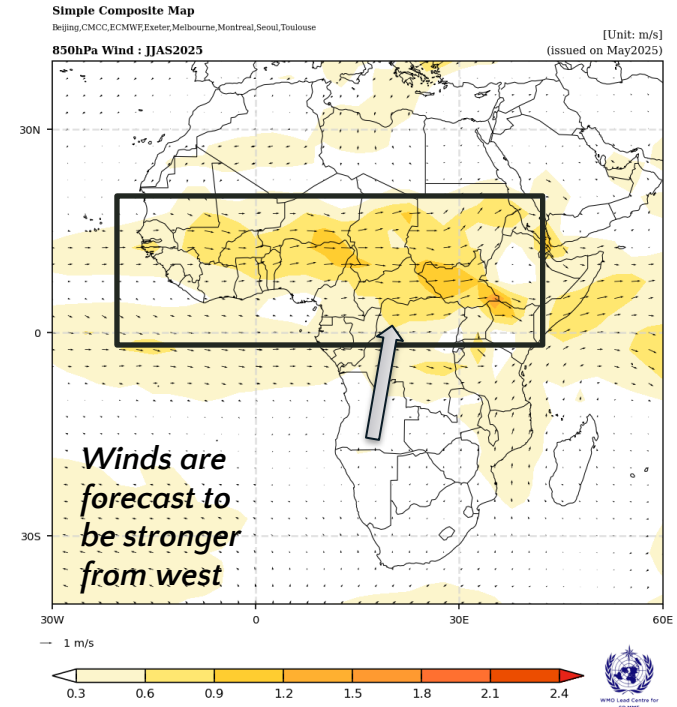 Simple Composite Map
Beijing,CMCC,ECMWF,Exeter,Melbourne,Montreal,Seoul,Toulouse
[Unit: m/s]
850hPa Wind : JJAS2025
(issued on May2025)
30N
0
30S
Winds are
forecast to
be stronger
from west
30W
0
30E
60E
1 m/s
0.3
0.6
0.9
1.2
1.5
1.8
2.1
2.4
WMO Lead Centre for